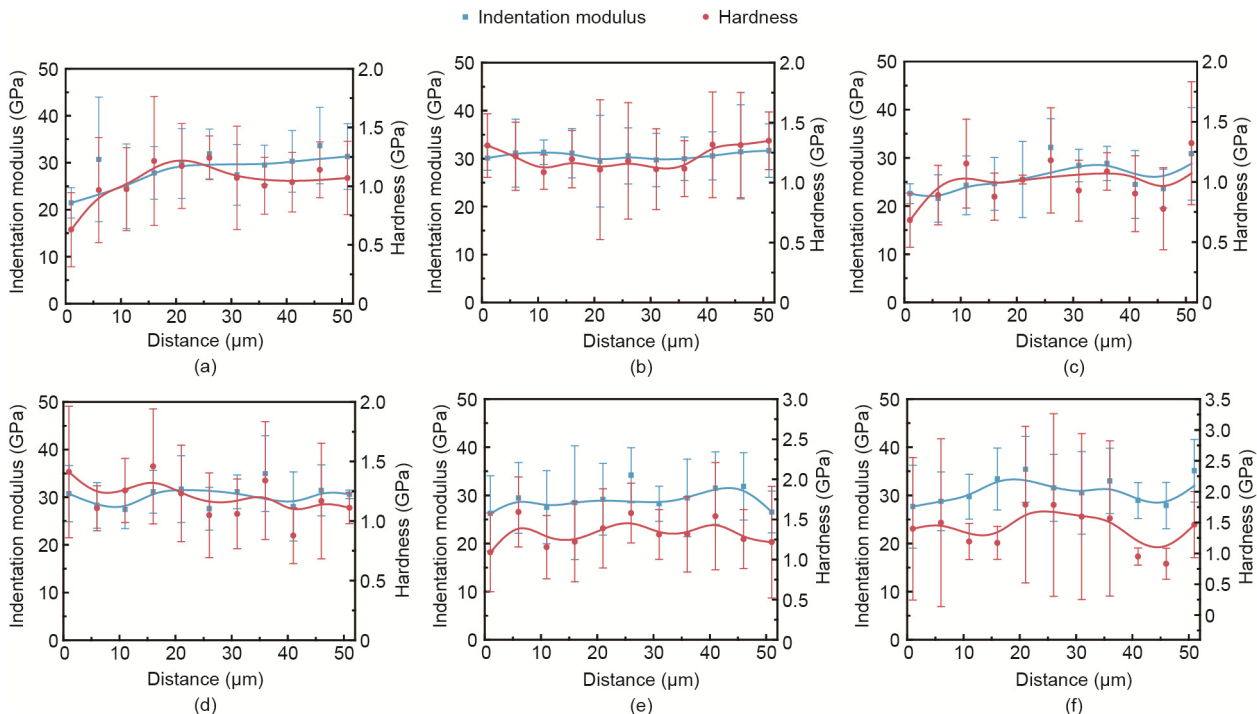 Indentation modulus Hardness
50 40 30 20 10 0
Indentation modulus (GPa)
2.0 1.5 1.0 0.5 0
Hardness (GPa)
0 10 20 30 40 50
Distance (μm)
(a)
50 40 30 20 10 0
Indentation modulus (GPa)
2.0 1.5 1.0 0.5 0
Hardness (GPa)
0 10 20 30 40 50
Distance (μm)
(b)
50 40 30 20 10 0
Indentation modulus (GPa)
2.0 1.5 1.0 0.5 0
Hardness (GPa)
0 10 20 30 40 50
Distance (μm)
(c)
50 40 30 20 10 0
Indentation modulus (GPa)
2.0 1.5 1.0 0.5 0
Hardness (GPa)
0 10 20 30 40 50
Distance (μm)
(d)
50 40 30 20 10 0
Indentation modulus (GPa)
3.0 2.5 2.0 1.5 1.0 0.5 0
Hardness (GPa)
0 10 20 30 40 50
Distance (μm)
(e)
50 40 30 20 10 0
Indentation modulus (GPa)
3.5 3.0 2.5 2.0 1.5 1.0 0.5 0
Hardness (GPa)
0 10 20 30 40 50
Distance (μm)
(f)